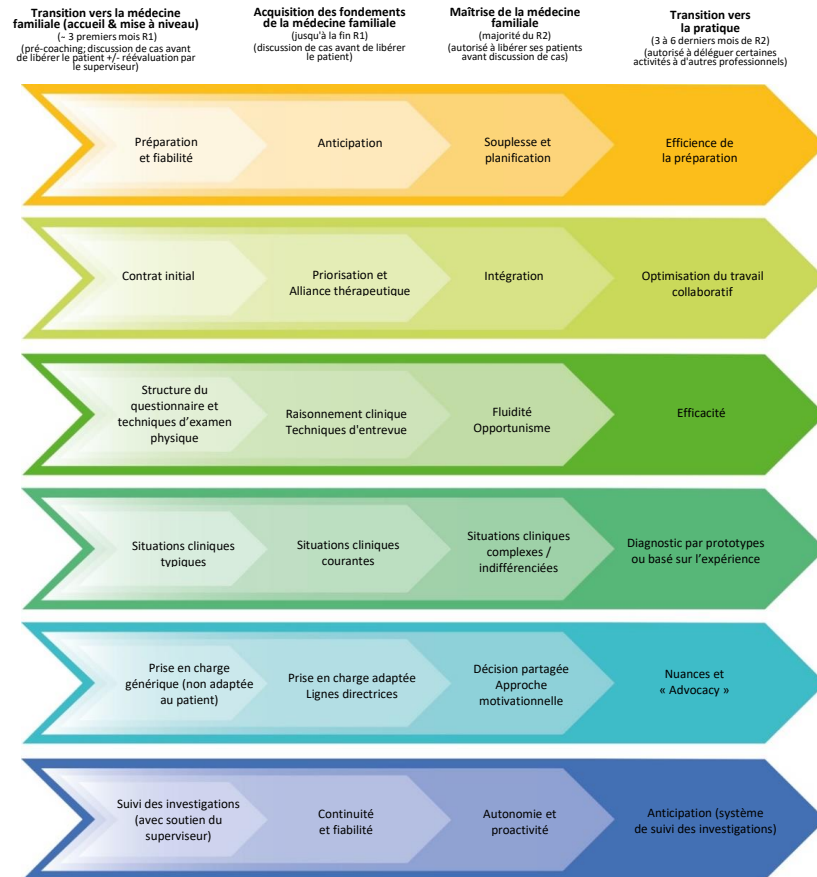 Transition vers la médecine
familiale (accueil & mise à niveau)
(~ 3 premiers mois R1)
(pré-coaching; discussion de cas avant
de libérer le patient +/- réévaluation par
le superviseur)
Acquisition des fondements
de la médecine familiale
(jusqu'à la fin R1)
(discussion de cas avant de libérer
le patient)
Maîtrise de la médecine
familiale
(majorité du R2)
(autorisé à libérer ses patients
avant discussion de cas)
Transition vers
la pratique
(3 à 6 derniers mois de R2)
(autorisé à déléguer certaines
activités à d'autres professionnels)
Préparation
et fiabilité
Anticipation
Souplesse et
planification
Efficience de
la préparation
Contrat initial
Priorisation et
Alliance thérapeutique
Intégration
Optimisation du travail
collaboratif
Structure du
questionnaire et
techniques d’examen
physique
Raisonnement clinique
Techniques d'entrevue
Fluidité
Opportunisme
Efficacité
Situations cliniques
typiques
Situations cliniques
courantes
Situations cliniques
complexes /
indifférenciées
Diagnostic par prototypes
ou basé sur l’expérience
Prise en charge
générique (non adaptée
au patient)
Prise en charge adaptée
Lignes directrices
Décision partagée
Approche
motivationnelle
Nuances et
« Advocacy »
Suivi des investigations
(avec soutien du
superviseur)
Continuité
et fiabilité
Autonomie et
proactivité
Anticipation (système
de suivi des investigations)